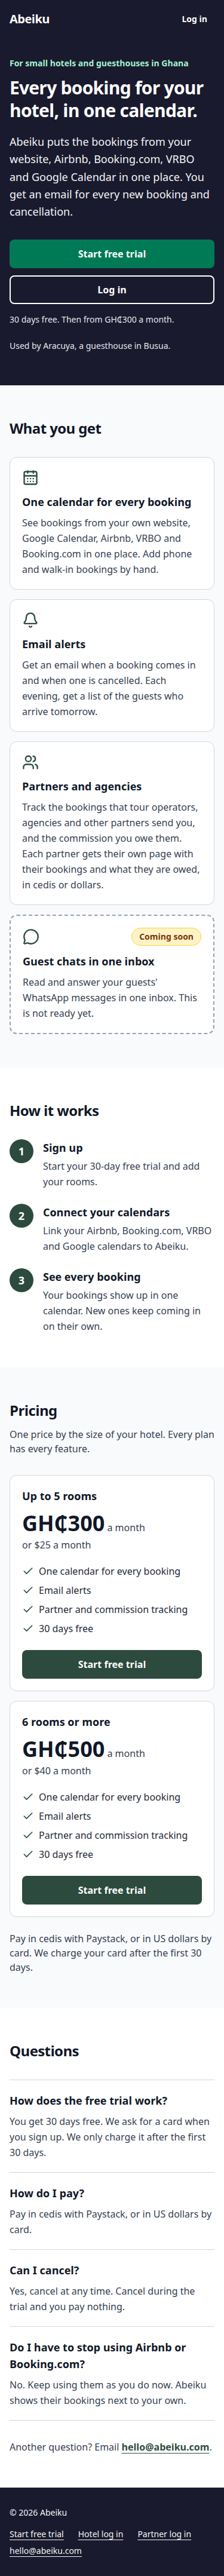 Abeiku
Log in
For small hotels and guesthouses in Ghana
Every booking for your
hotel, in one calendar.
Abeiku puts the bookings from your
website, Airbnb, Booking.com, VRBO
and Google Calendar in one place. You
get an email for every new booking and
cancellation.
Start free trial
Log in
30 days free. Then from GH₵300 a month.
Used by Aracuya, a guesthouse in Busua.
What you get
One calendar for every booking
See bookings from your own website,
Google Calendar, Airbnb, VRBO and
Booking.com in one place. Add phone
and walk-in bookings by hand.
Email alerts
Get an email when a booking comes in
and when one is cancelled. Each
evening, get a list of the guests who
arrive tomorrow.
Partners and agencies
Track the bookings that tour operators,
agencies and other partners send you,
and the commission you owe them.
Each partner gets their own page with
their bookings and what they are owed,
in cedis or dollars.
Coming soon
Guest chats in one inbox
Read and answer your guests'
WhatsApp messages in one inbox. This
is not ready yet.
How it works
1
Sign up
Start your 30-day free trial and add
your rooms.
2
Connect your calendars
Link your Airbnb, Booking.com, VRBO
and Google calendars to Abeiku.
3
See every booking
Your bookings show up in one
calendar. New ones keep coming in
on their own.
Pricing
One price by the size of your hotel. Every plan
has every feature.
Up to 5 rooms
GH₵300 a month
or $25 a month
One calendar for every booking
Email alerts
Partner and commission tracking
30 days free
Start free trial
6 rooms or more
GH₵500 a month
or $40 a month
One calendar for every booking
Email alerts
Partner and commission tracking
30 days free
Start free trial
Pay in cedis with Paystack, or in US dollars by
card. We charge your card after the first 30
days.
Questions
How does the free trial work?
You get 30 days free. We ask for a card when
you sign up. We only charge it after the first
30 days.
How do I pay?
Pay in cedis with Paystack, or in US dollars by
card.
Can I cancel?
Yes, cancel at any time. Cancel during the
trial and you pay nothing.
Do I have to stop using Airbnb or
Booking.com?
No. Keep using them as you do now. Abeiku
shows their bookings next to your own.
Another question? Email hello@abeiku.com.
© 2026 Abeiku
Start free trial
Hotel log in
Partner log in
hello@abeiku.com